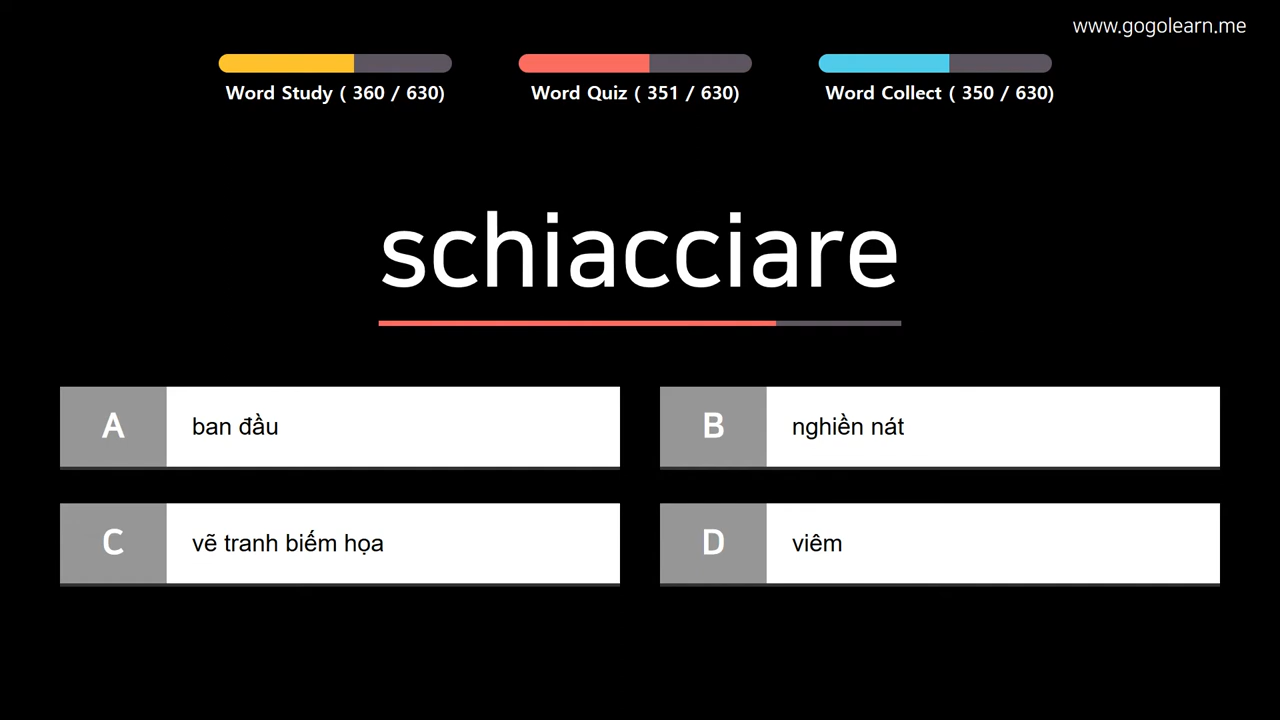 www.gogolearn.me
Word Study ( 360 / 630)
Word Quiz ( 351 / 630)
Word Collect ( 350 / 630)
schiacciare
A
ban đầu
B
nghiền nát
C
vẽ tranh biếm họa
D
viêm